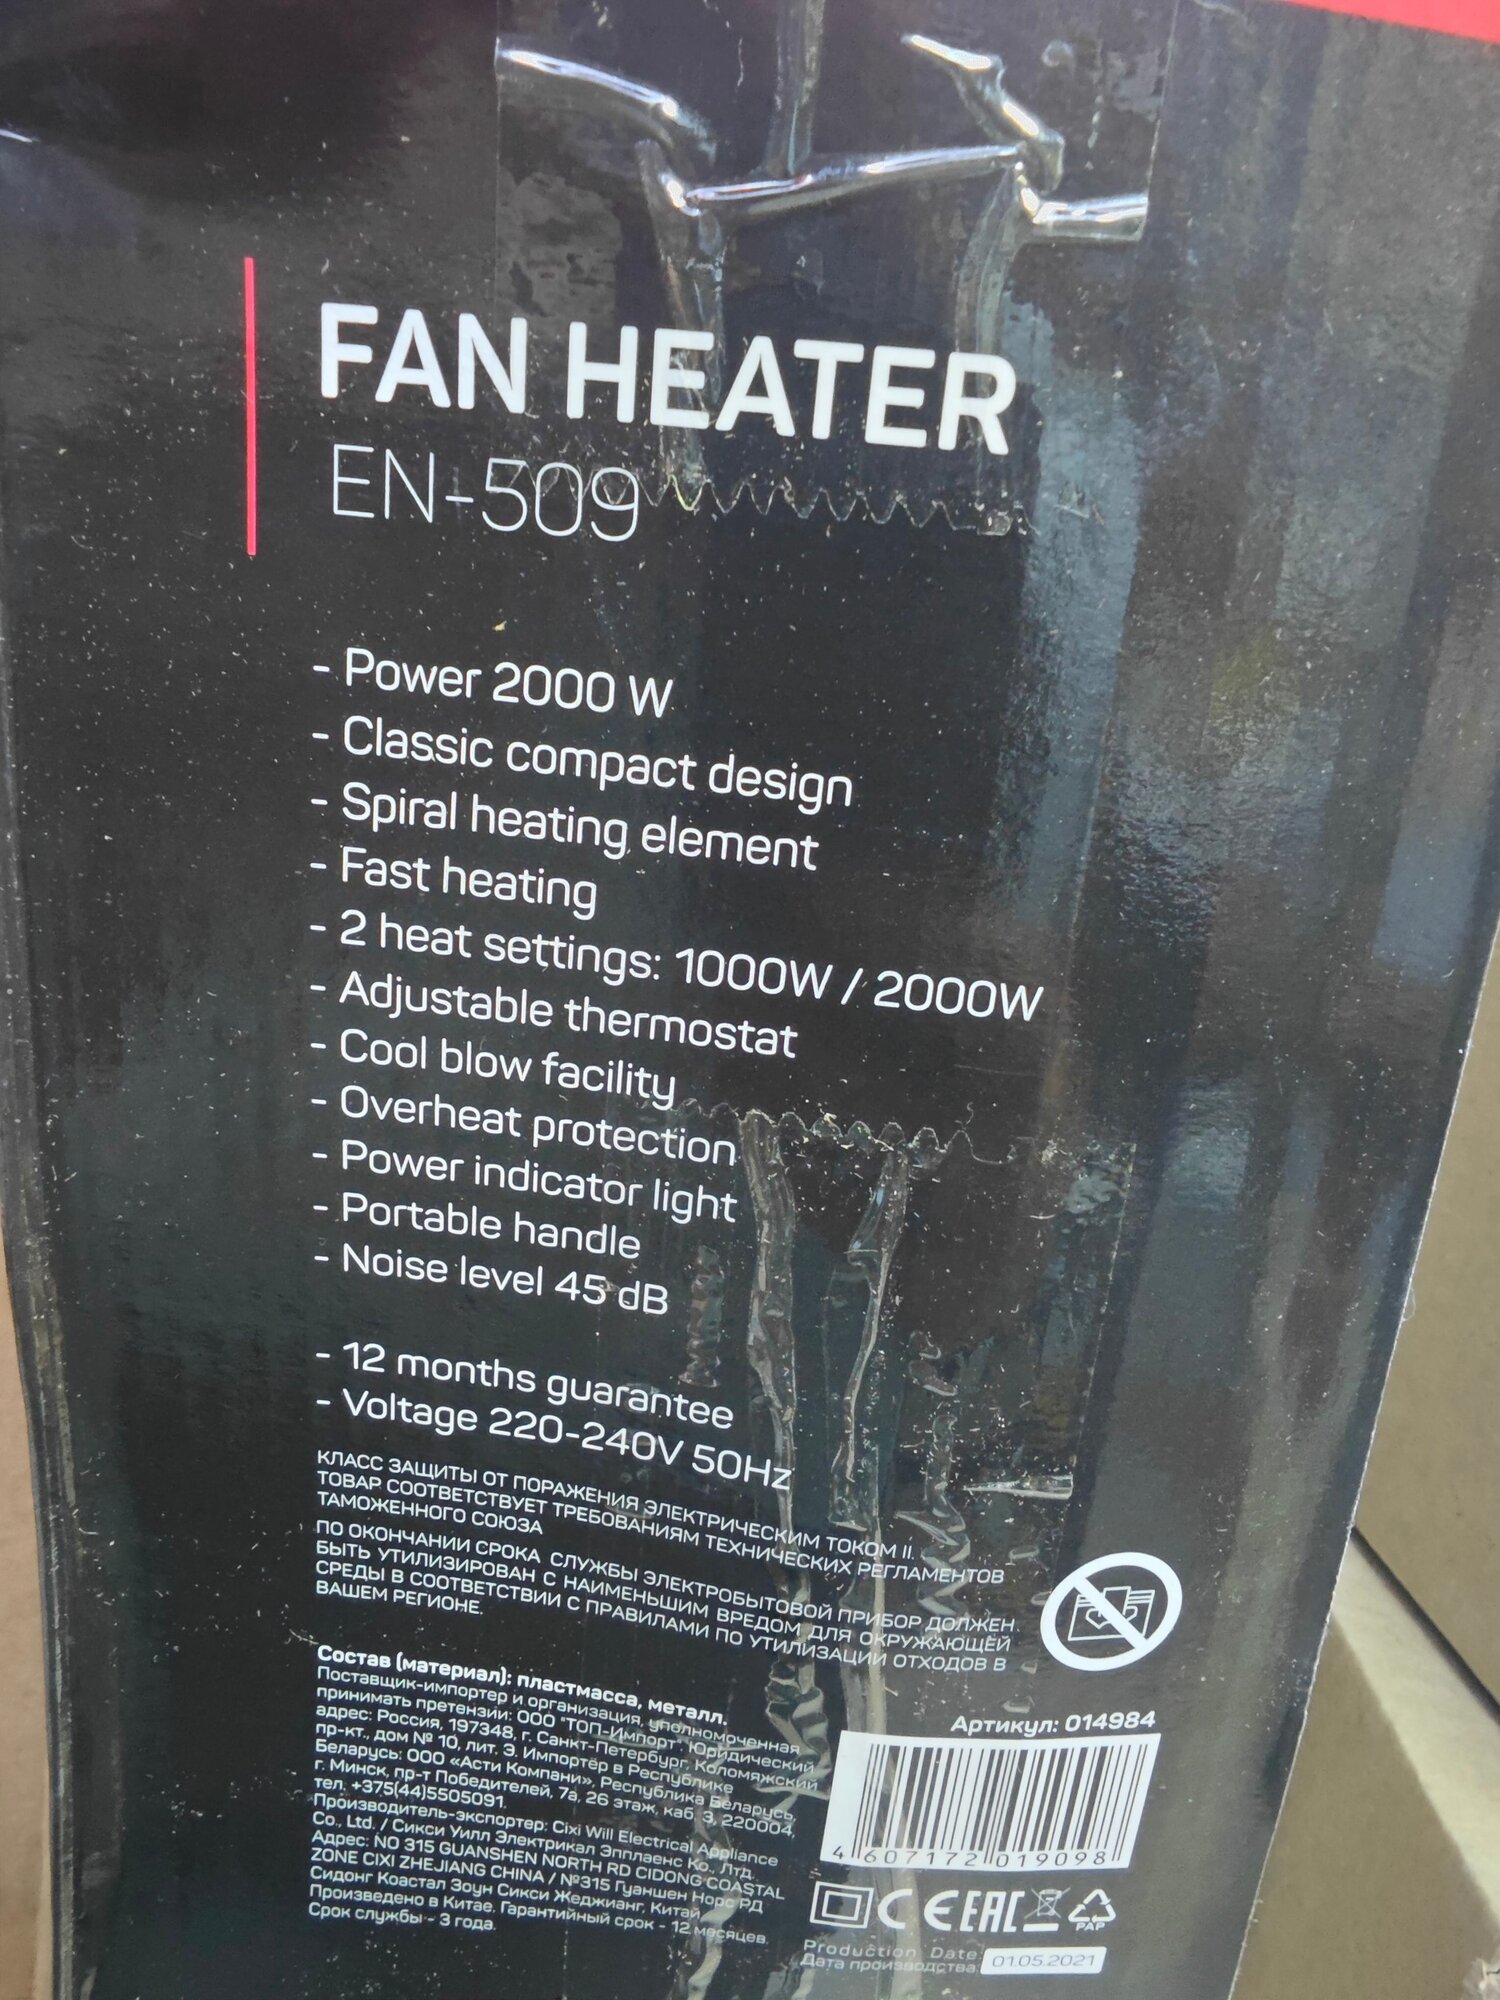 FAN HEATER
EN-509
- Power 2000 W
- Classic compact design
- Spiral heating element
- Fast heating
- 2 heat settings: 1000W / 2000W
- Adjustable thermostat
- Cool blow facility
- Overheat protection
- Power indicator light
- Portable handle
- Noise level 45 dB
- 12 months guarantee
- Voltage 220-240V 50Hz
КЛАСС ЗАЩИТЫ ОТ ПОРАЖЕНИЯ ЭЛЕКТРИЧЕСКИМ ТОКОМ II.
ТОВАР СООТВЕТСТВУЕТ ТРЕБОВАНИЯМ ТЕХНИЧЕСКИХ РЕГЛАМЕНТОВ
ТАМОЖЕННОГО СОЮЗА
ПО ОКОНЧАНИИ СРОКА СЛУЖБЫ ЭЛЕКТРОБЫТОВОЙ ПРИБОР ДОЛЖЕН
БЫТЬ УТИЛИЗИРОВАН С НАИМЕНЬШИМ ВРЕДОМ ДЛЯ ОКРУЖАЮЩЕЙ
СРЕДЫ В СООТВЕТСТВИИ С ПРАВИЛАМИ ПО УТИЛИЗАЦИИ ОТХОДОВ В
ВАШЕМ РЕГИОНЕ.
Состав (материал): пластмасса, металл.
Поставщик-импортер и организация, уполномоченная
принимать претензии: ООО "ТОП-Импорт". Юридический
адрес: Россия, 197348, г. Санкт-Петербург, Коломяжский
пр-кт, дом № 10, лит. Э. Импортёр в Республике
Беларусь: ООО «Асти Компани», Республика Беларусь,
г. Минск, пр-т Победителей, 7а, 26 этаж, каб. 3, 220004,
тел. +375(44)5505091.
Производитель-экспортер: Cixi Will Electrical Appliance
Co., Ltd. / Сикси Уилл Электрикал Эпплаенс Ко., Лтд.
Адрес: NO 315 GUANSHEN NORTH RD CIDONG COASTAL
ZONE CIXI ZHEJIANG CHINA / №315 Гуаншен Норс РД
Сидонг Коастал Зоун Сикси Жеджианг, Китай
Произведено в Китае. Гарантийный срок - 12 месяцев.
Срок службы - 3 года.
Артикул: 014984
4 607172 019098
CE EAC PAP
Production Date:
Дата производства: 01.05.2021